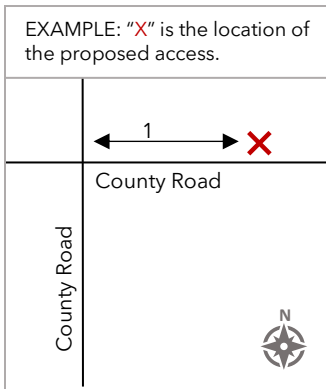 EXAMPLE: “X” is the location of
the proposed access.
1
County Road
County Road
N